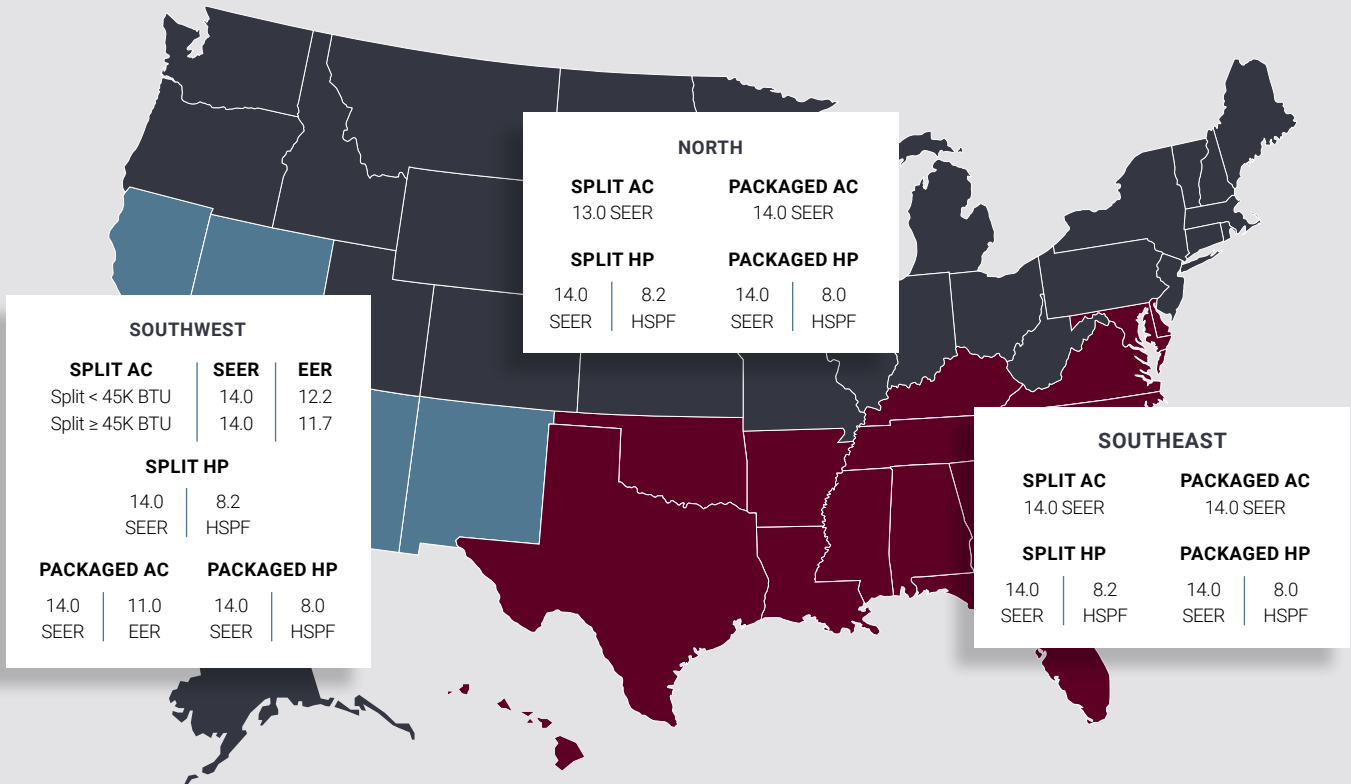 NORTH
SPLIT AC PACKAGED AC
13.0 SEER 14.0 SEER
SPLIT HP PACKAGED HP
14.0 8.2 14.0 8.0
SEER HSPF SEER HSPF
SOUTHWEST
SPLIT AC SEER EER
Split < 45K BTU 14.0 12.2
Split ≥ 45K BTU 14.0 11.7
SPLIT HP
14.0 8.2
SEER HSPF
PACKAGED AC PACKAGED HP
14.0 11.0 14.0 8.0
SEER EER SEER HSPF
SOUTHEAST
SPLIT AC PACKAGED AC
14.0 SEER 14.0 SEER
SPLIT HP PACKAGED HP
14.0 8.2 14.0 8.0
SEER HSPF SEER HSPF